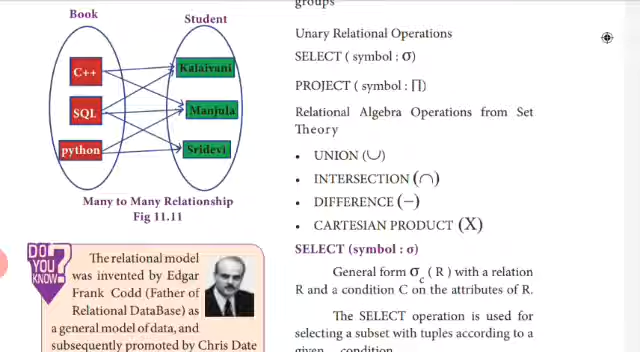 Book
Student
C++
Kalaivani
SQL
Manjula
python
Sridevi
Many to Many Relationship
Fig 11.11
DO YOU KNOW?
The relational model
was invented by Edgar
Frank Codd (Father of
Relational DataBase) as
a general model of data, and
subsequently promoted by Chris Date
groups
Unary Relational Operations
SELECT ( symbol : σ)
PROJECT ( symbol : ∏)
Relational Algebra Operations from Set
Theory
• UNION (∪)
• INTERSECTION (∩)
• DIFFERENCE (−)
• CARTESIAN PRODUCT (X)
SELECT (symbol : σ)
General form σc ( R ) with a relation
R and a condition C on the attributes of R.
The SELECT operation is used for
selecting a subset with tuples according to a
given condition